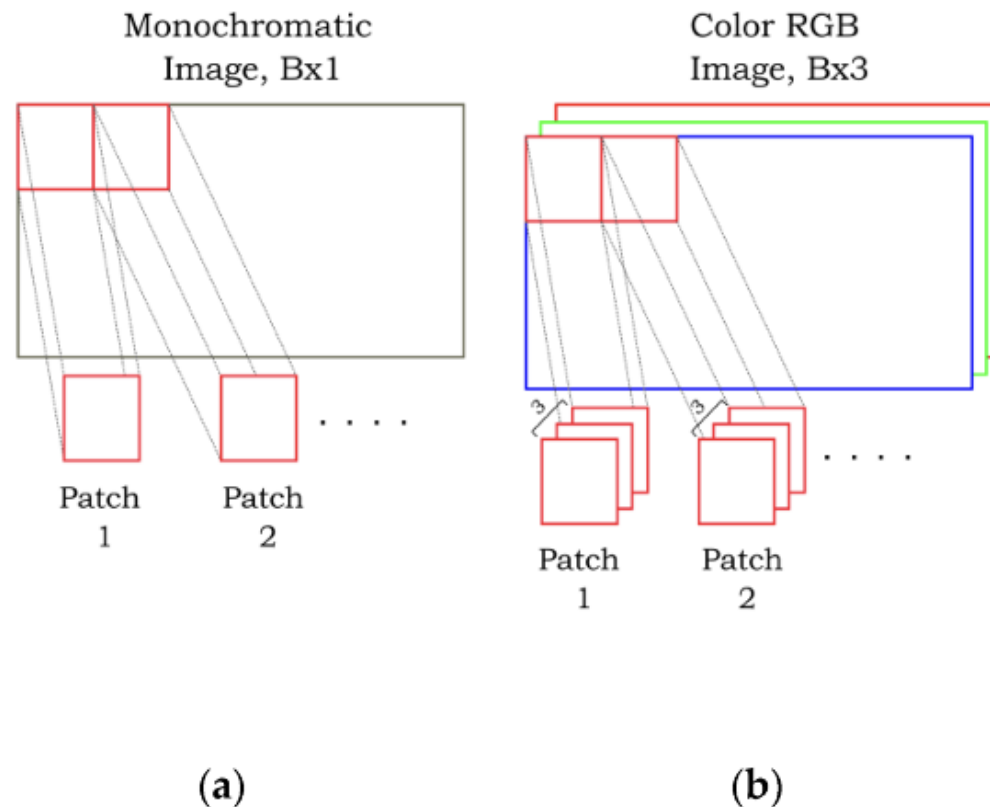 Monochromatic
Image, Bx1
Color RGB
Image, Bx3
3
3
. . . .
. . . .
Patch
1
Patch
2
Patch
1
Patch
2
(a)
(b)